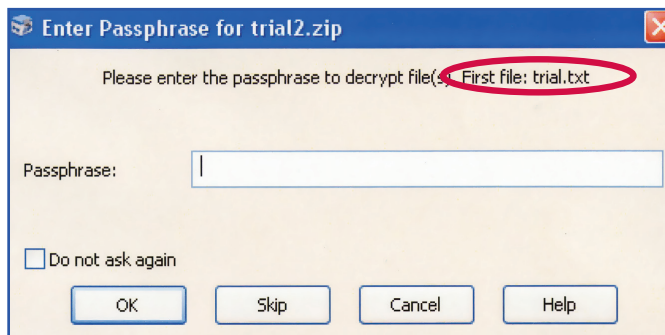 Enter Passphrase for trial2.zip
Please enter the passphrase to decrypt file(s) First file: trial.txt
Passphrase:
Do not ask again
OK Skip Cancel Help